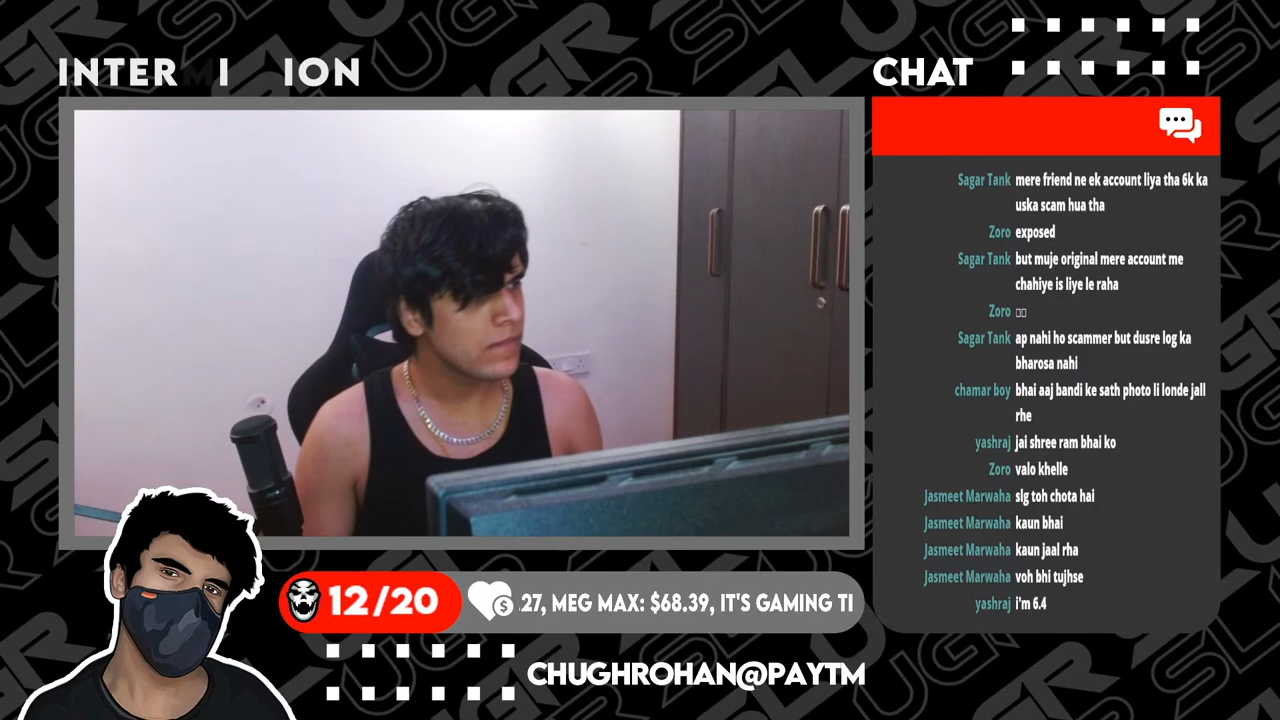 INTERMI ION
CHAT
Sagar Tank mere friend ne ek account liya tha 6k ka
uska scam hua tha
Zoro exposed
Sagar Tank but muje original mere account me
chahiye is liye le raha
Zoro
Sagar Tank ap nahi ho scammer but dusre log ka
bharosa nahi
chamar boy bhai aaj bandi ke sath photo li londe jall
rhe
yashraj jai shree ram bhai ko
Zoro valo khelle
Jasmeet Marwaha slg toh chota hai
Jasmeet Marwaha kaun bhai
Jasmeet Marwaha kaun jaal rha
Jasmeet Marwaha voh bhi tujhse
yashraj i'm 6.4
12/20
.27, MEG MAX: $68.39, IT'S GAMING TI
CHUGHROHAN@PAYTM